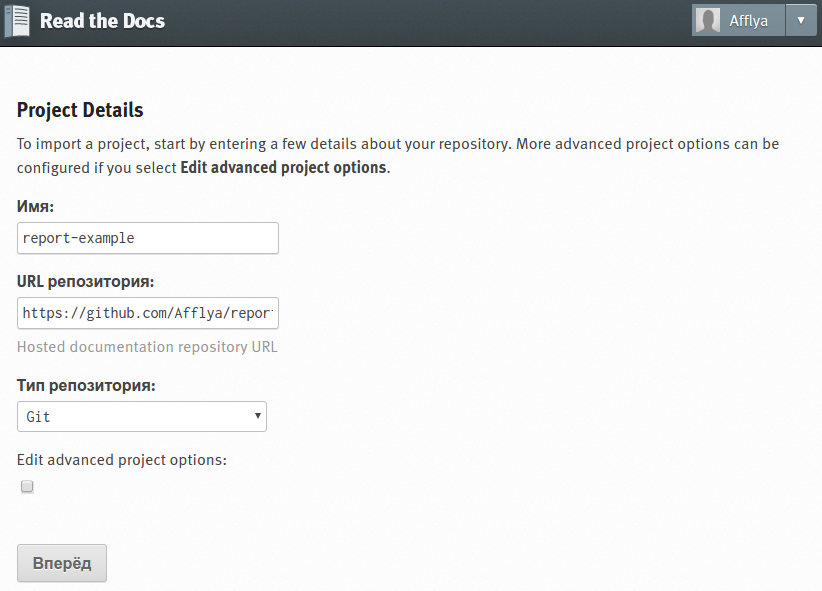 Read the Docs
Afflya
Project Details
To import a project, start by entering a few details about your repository. More advanced project options can be
configured if you select Edit advanced project options.
Имя:
report-example
URL репозитория:
https://github.com/Afflya/repor
Hosted documentation repository URL
Тип репозитория:
Git
Edit advanced project options:
Вперёд